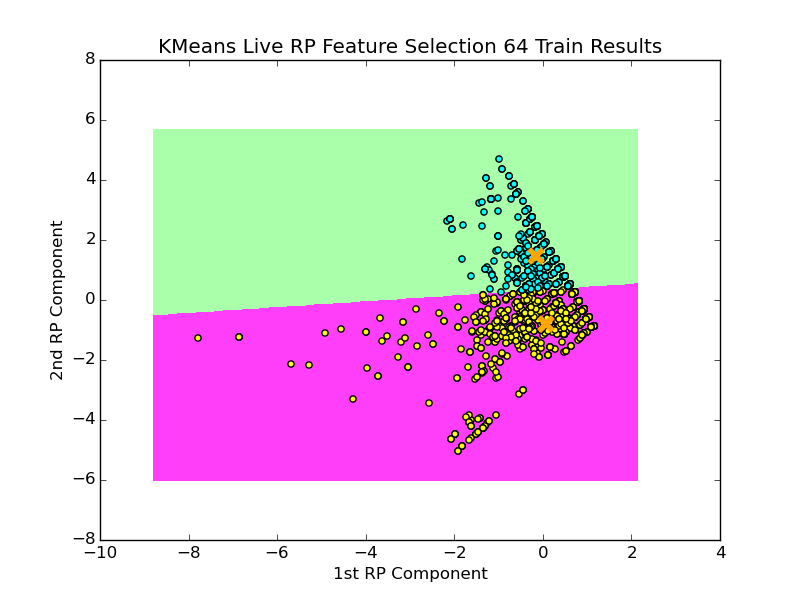 KMeans Live RP Feature Selection 64 Train Results
8
6
4
2
0
−2
−4
−6
−8
2nd RP Component
−10 −8 −6 −4 −2 0 2 4
1st RP Component